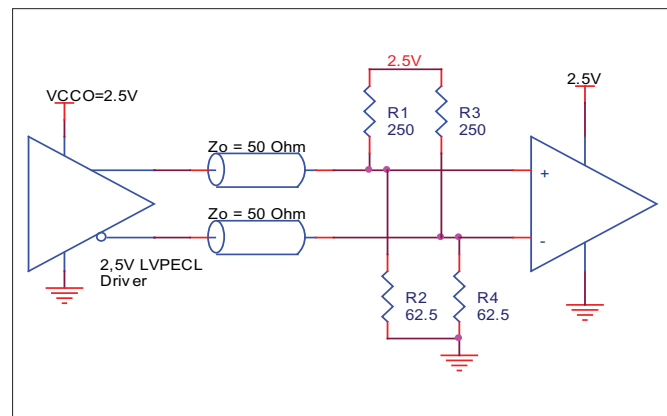 2.5V
2.5V
VCCO=2.5V
R1
250
R3
250
Zo = 50 Ohm
+
Zo = 50 Ohm
-
2,5V LVPECL
Driver
R2
62.5
R4
62.5